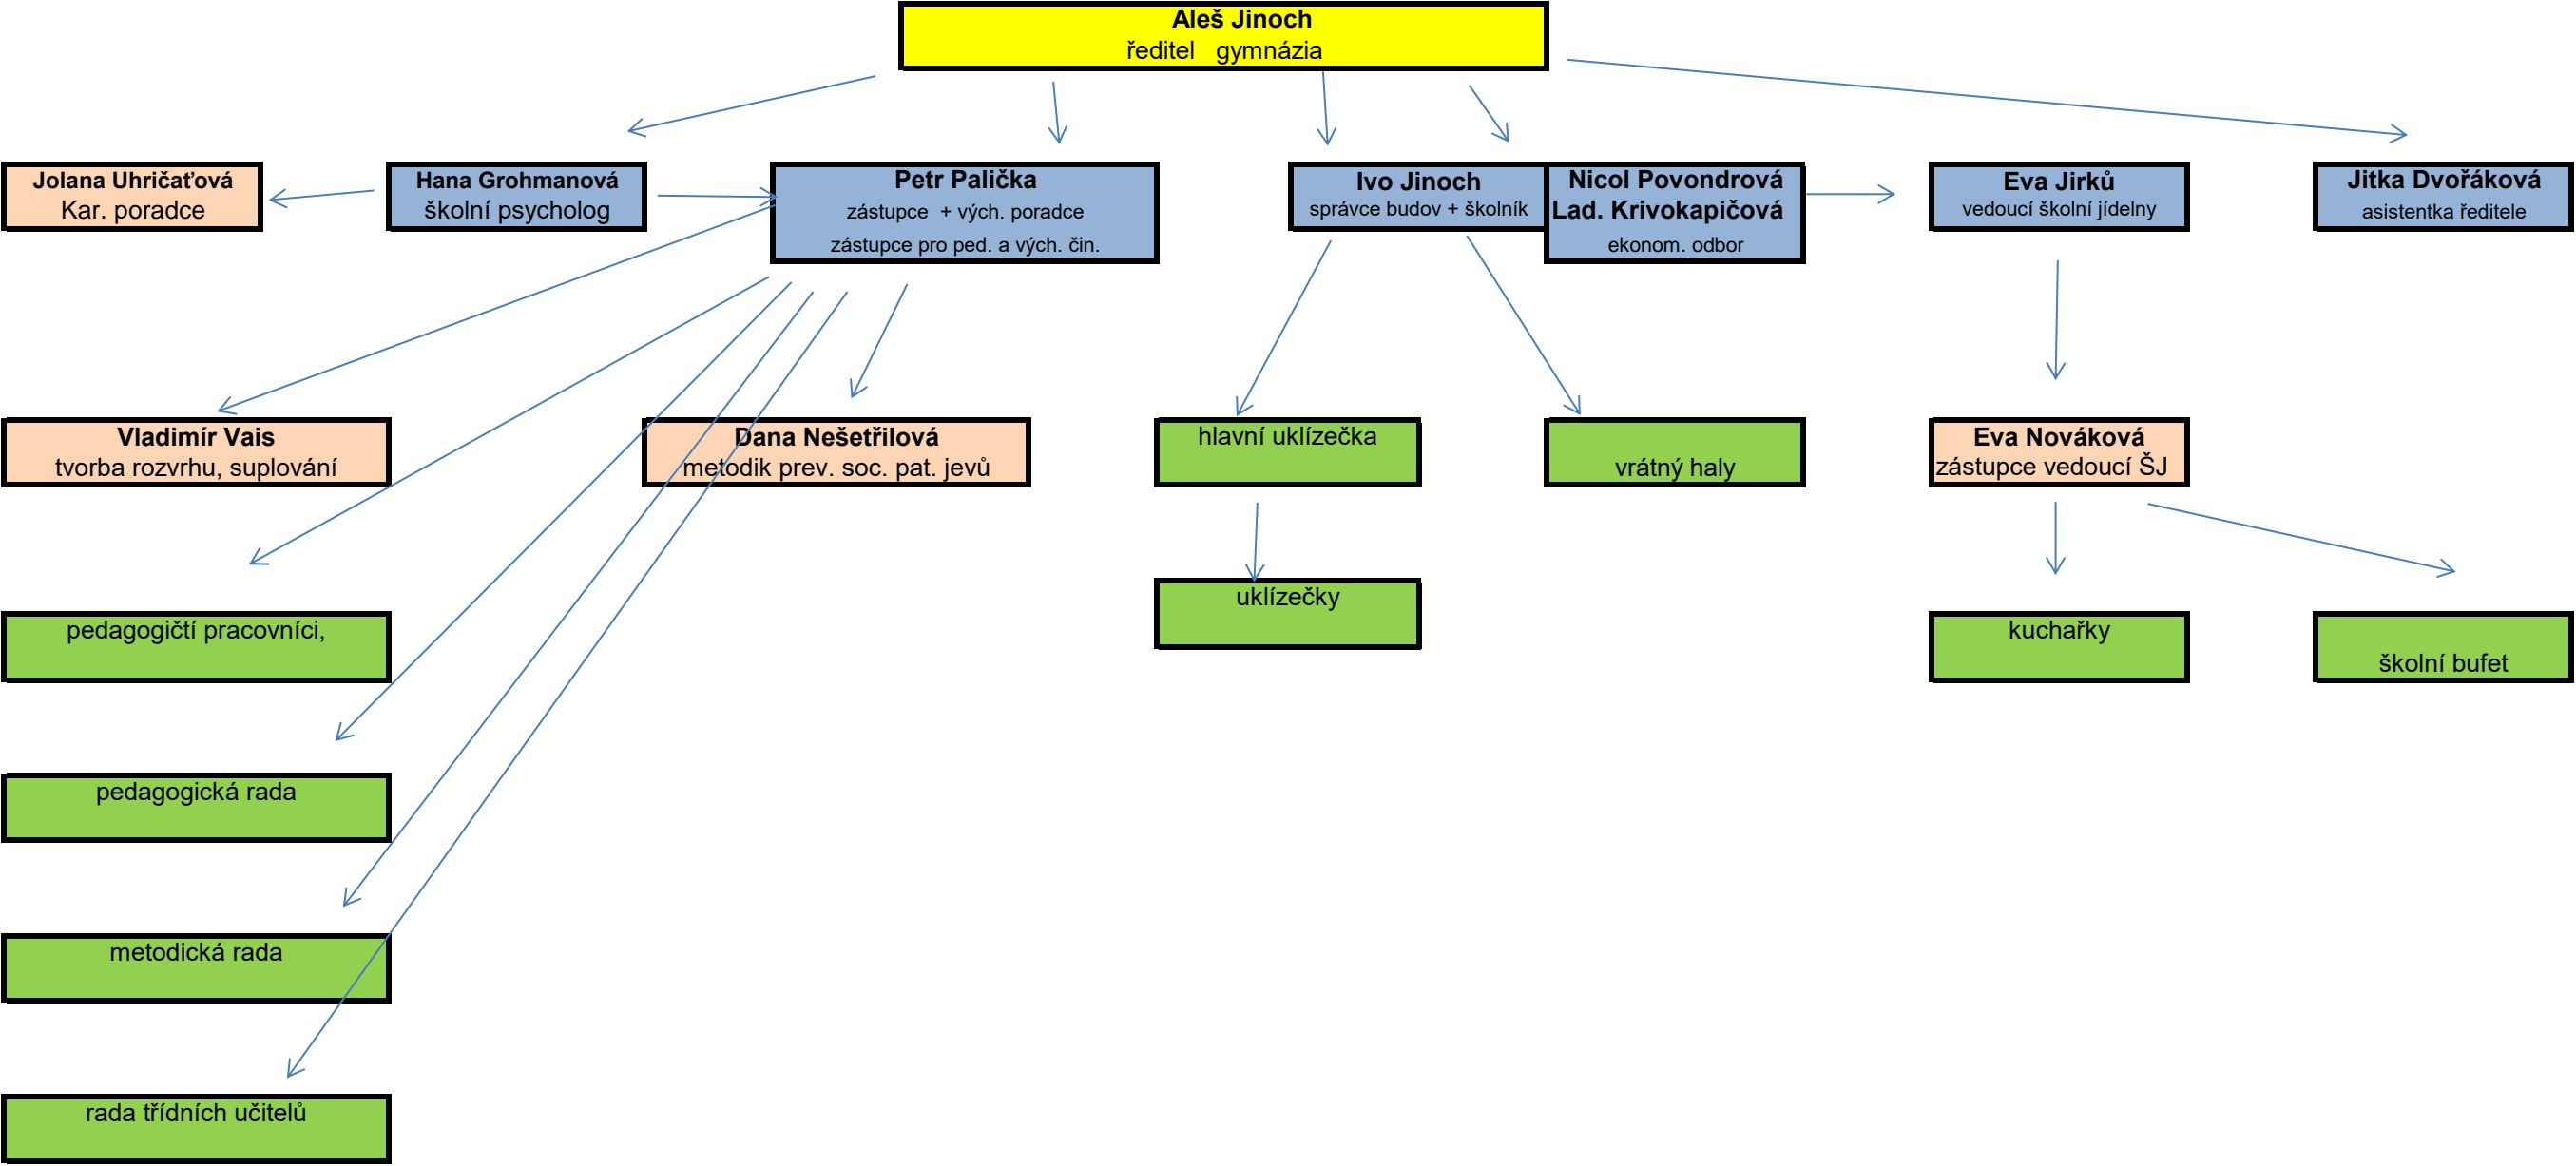 Aleš Jinoch
ředitel gymnázia
Jolana Uhričaťová
Kar. poradce
Hana Grohmanová
školní psycholog
Petr Palička
zástupce + vých. poradce
zástupce pro ped. a vých. čin.
Ivo Jinoch
správce budov + školník
Nicol Povondrová
Lad. Krivokapičová
ekonom. odbor
Eva Jirků
vedoucí školní jídelny
Jitka Dvořáková
asistentka ředitele
Vladimír Vais
tvorba rozvrhu, suplování
Dana Nešetřilová
metodik prev. soc. pat. jevů
hlavní uklízečka
vrátný haly
Eva Nováková
zástupce vedoucí ŠJ
uklízečky
pedagogičtí pracovníci,
kuchařky
školní bufet
pedagogická rada
metodická rada
rada třídních učitelů